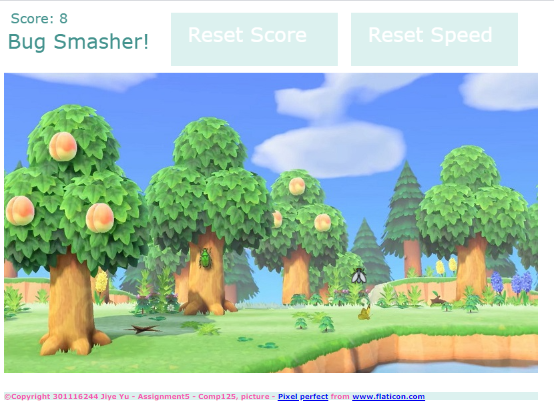 Score: 8
Bug Smasher!
Reset Score
Reset Speed
©Copyright 301116244 Jiye Yu - Assignment5 - Comp125, picture - Pixel perfect from www.flaticon.com